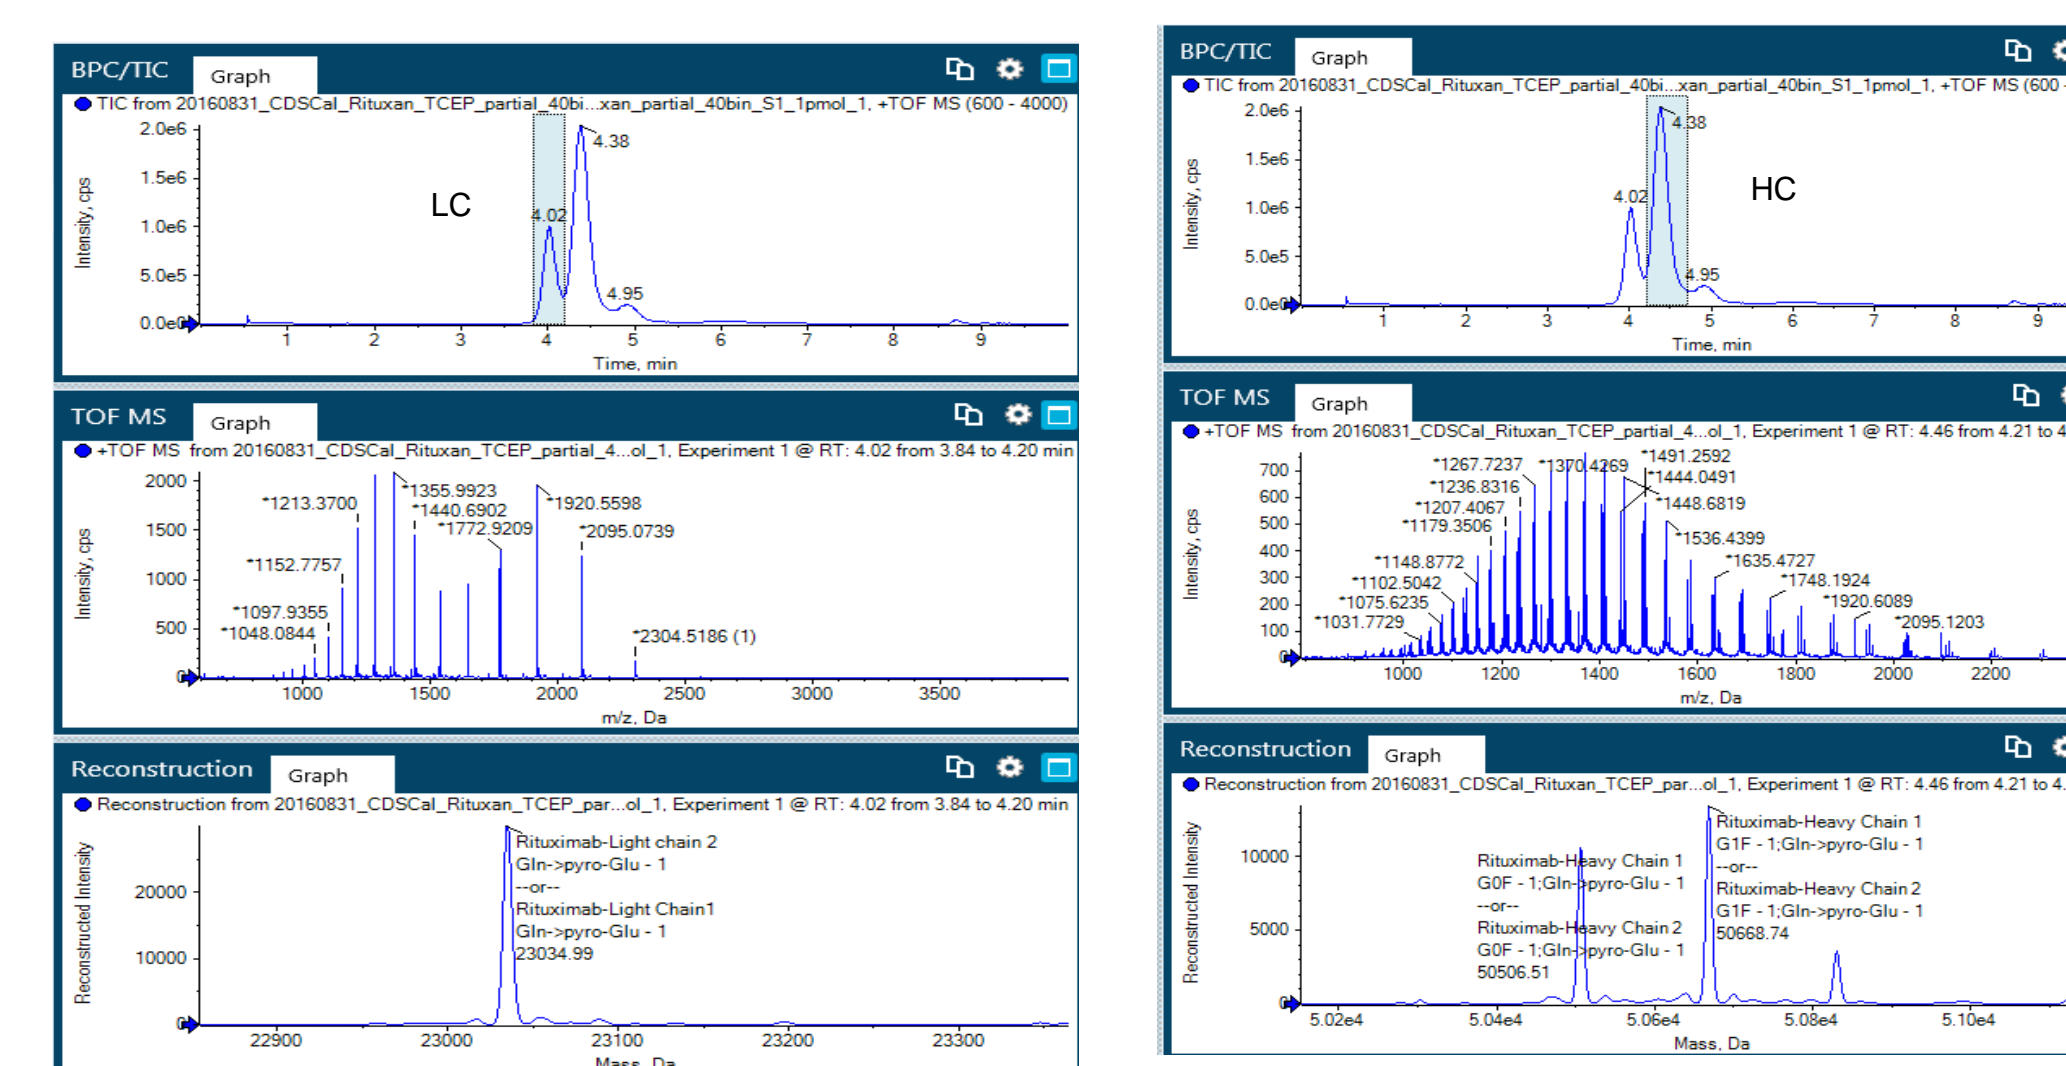 BPC/TIC Graph
TIC from 20160831_CDSCal_Rituxan_TCEP_partial_40bi...xan_partial_40bin_S1_1pmol_1, +TOF MS (600 - 4000)
2.0e6
1.5e6
1.0e6
5.0e5
0.0e0
Intensity, cps
LC
4.02
4.38
4.95
1 2 3 4 5 6 7 8 9
Time, min
TOF MS Graph
+TOF MS from 20160831_CDSCal_Rituxan_TCEP_partial_4...ol_1, Experiment 1 @ RT: 4.02 from 3.84 to 4.20 min
2000
1500
1000
500
0
Intensity, cps
*1048.0844
*1097.9355
*1152.7757
*1213.3700
*1355.9923
*1440.6902
*1772.9209
*1920.5598
*2095.0739
*2304.5186 (1)
1000 1500 2000 2500 3000 3500
m/z, Da
Reconstruction Graph
Reconstruction from 20160831_CDSCal_Rituxan_TCEP_par...ol_1, Experiment 1 @ RT: 4.02 from 3.84 to 4.20 min
20000
10000
0
Reconstructed Intensity
Rituximab-Light chain 2
Gln->pyro-Glu - 1
--or--
Rituximab-Light Chain1
Gln->pyro-Glu - 1
23034.99
22900 23000 23100 23200 23300
Mass, Da
BPC/TIC Graph
TIC from 20160831_CDSCal_Rituxan_TCEP_partial_40bi...xan_partial_40bin_S1_1pmol_1, +TOF MS (600 -
2.0e6
1.5e6
1.0e6
5.0e5
0.0e0
Intensity, cps
HC
4.02
4.38
4.95
1 2 3 4 5 6 7 8 9
Time, min
TOF MS Graph
+TOF MS from 20160831_CDSCal_Rituxan_TCEP_partial_4...ol_1, Experiment 1 @ RT: 4.46 from 4.21 to 4
700
600
500
400
300
200
100
0
Intensity, cps
*1031.7729
*1075.6235
*1102.5042
*1148.8772
*1179.3506
*1207.4067
*1236.8316
*1267.7237
*1370.4269
*1491.2592
*1444.0491
*1448.6819
*1536.4399
*1635.4727
*1748.1924
*1920.6089
*2095.1203
1000 1200 1400 1600 1800 2000 2200
m/z, Da
Reconstruction Graph
Reconstruction from 20160831_CDSCal_Rituxan_TCEP_par...ol_1, Experiment 1 @ RT: 4.46 from 4.21 to 4.
10000
5000
0
Reconstructed Intensity
Rituximab-Heavy Chain 1
G0F - 1;Gln->pyro-Glu - 1
--or--
Rituximab-Heavy Chain 2
G0F - 1;Gln->pyro-Glu - 1
50506.51
Rituximab-Heavy Chain 1
G1F - 1;Gln->pyro-Glu - 1
--or--
Rituximab-Heavy Chain 2
G1F - 1;Gln->pyro-Glu - 1
50668.74
5.02e4 5.04e4 5.06e4 5.08e4 5.10e4
Mass, Da